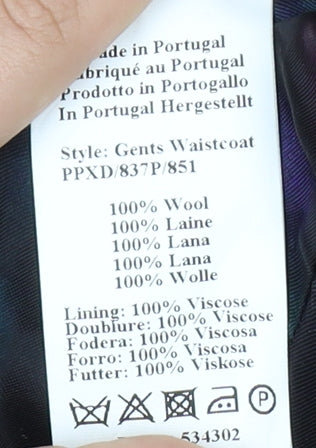 Made in Portugal
Fabriqué au Portugal
Prodotto in Portogallo
In Portugal Hergestellt
Style: Gents Waistcoat
PPXD/837P/851
100% Wool
100% Laine
100% Lana
100% Lana
100% Wolle
Lining: 100% Viscose
Doublure: 100% Viscose
Fodera: 100% Viscosa
Forro: 100% Viscosa
Futter: 100% Viskose
P
534302